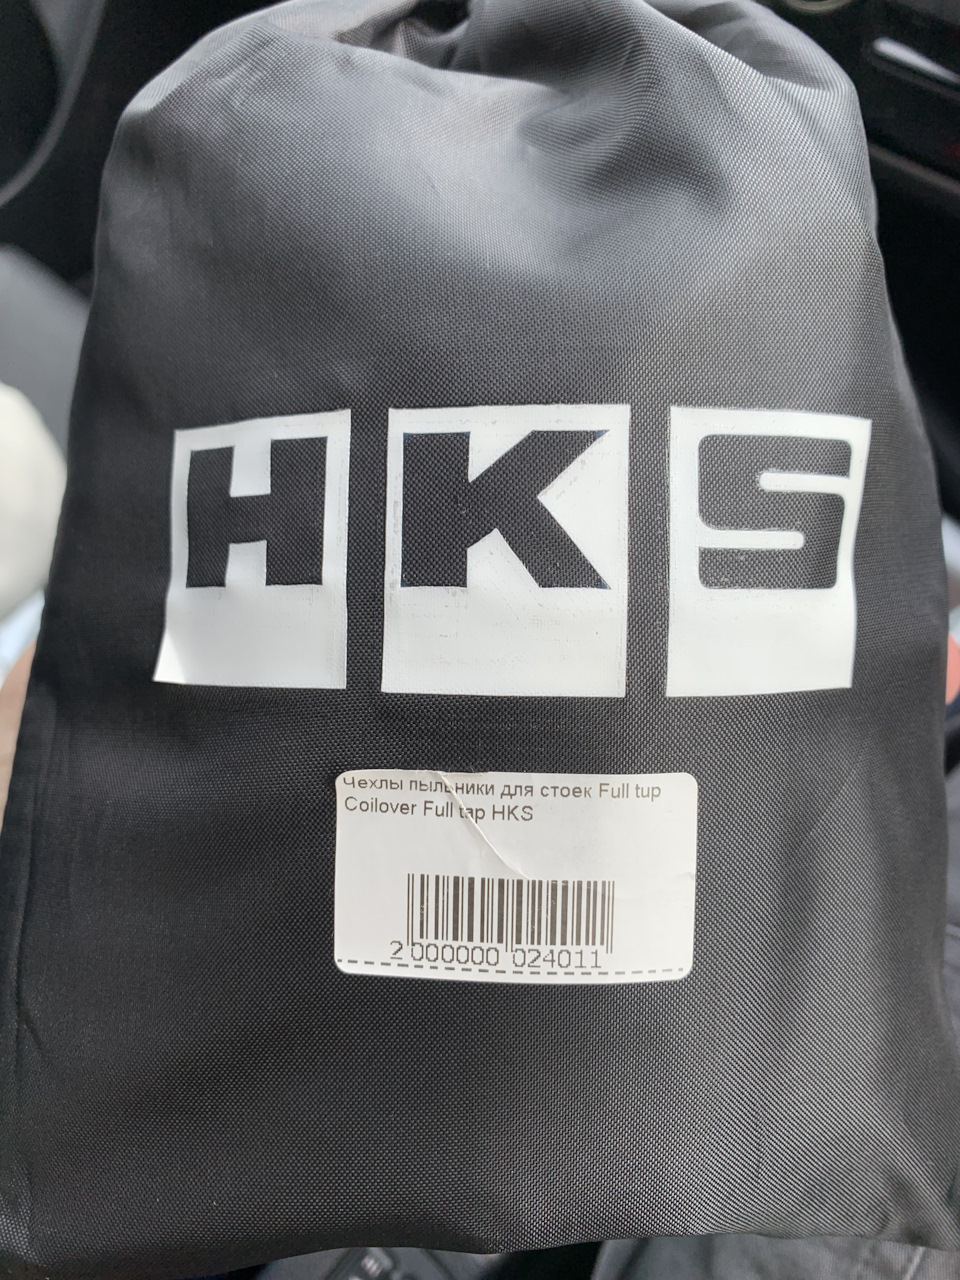 HKS
Чехлы пыльники для стоек Full tup
Coilover Full tap HKS
2 000000 024011